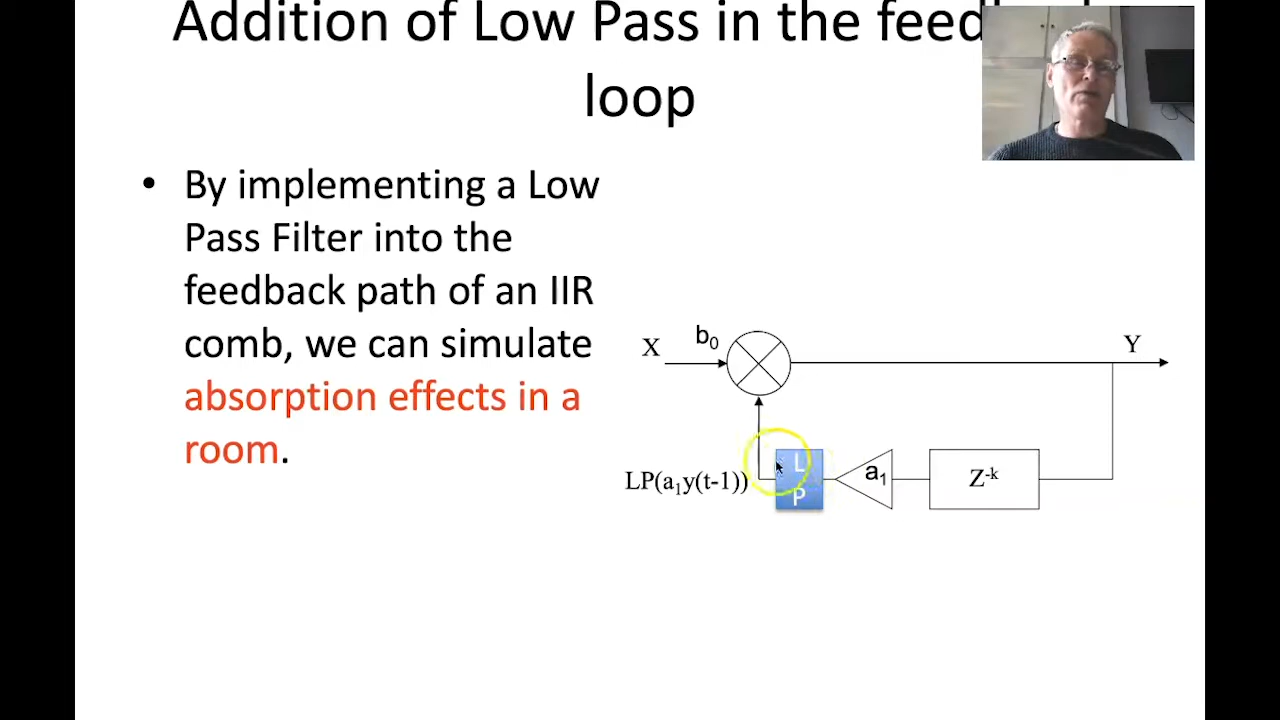 Addition of Low Pass in the feedback
loop
• By implementing a Low
Pass Filter into the
feedback path of an IIR
comb, we can simulate
absorption effects in a
room.
X
b₀
Y
LP(a₁y(t-1))
L
P
a₁
Z⁻ᵏ